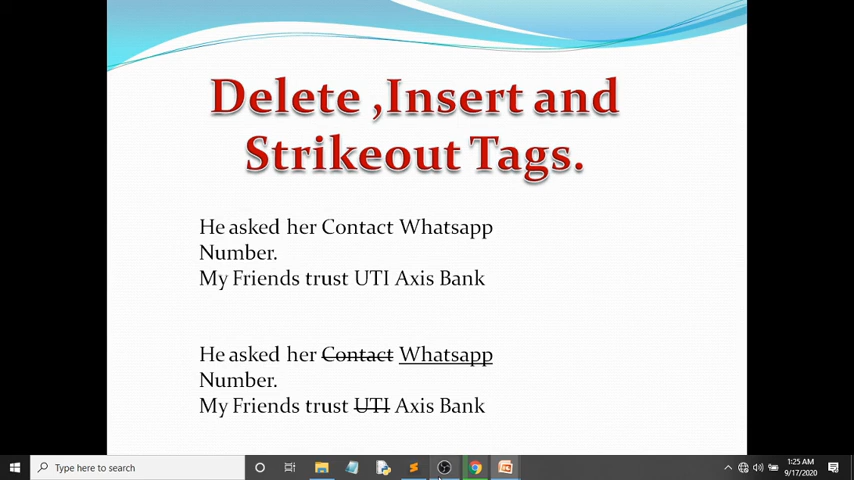 Delete ,Insert and
Strikeout Tags.
He asked her Contact Whatsapp
Number.
My Friends trust UTI Axis Bank
He asked her Contact Whatsapp
Number.
My Friends trust UTI Axis Bank
Type here to search
1:25 AM
9/17/2020